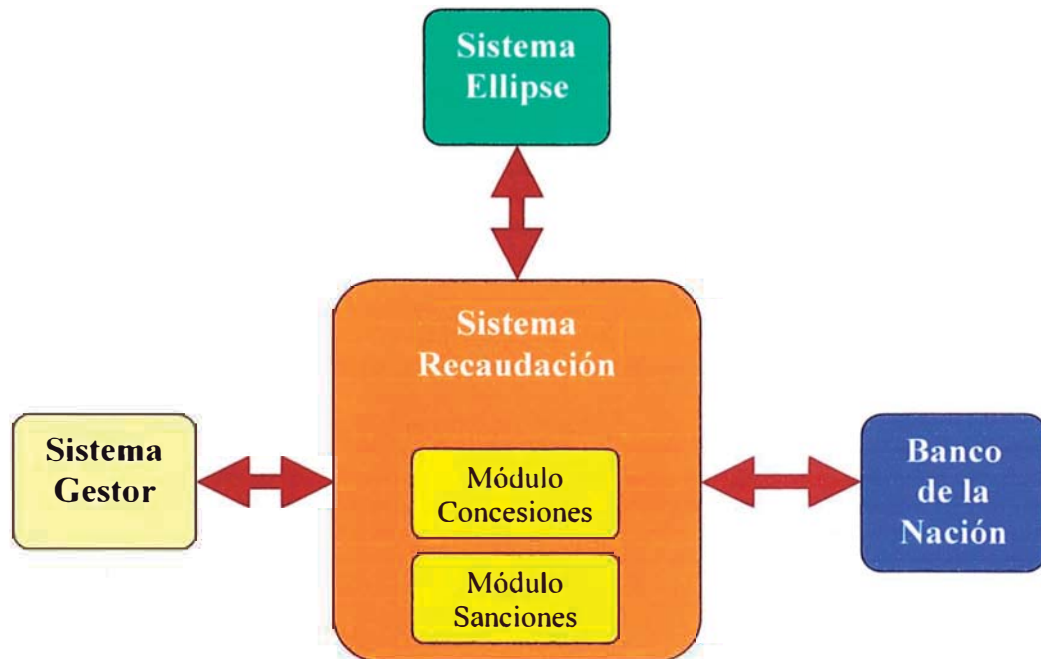 Sistema
Ellipse
Sistema
Recaudación
Sistema
Gestor
Módulo
Concesiones
Módulo
Sanciones
Banco
de la
Nación